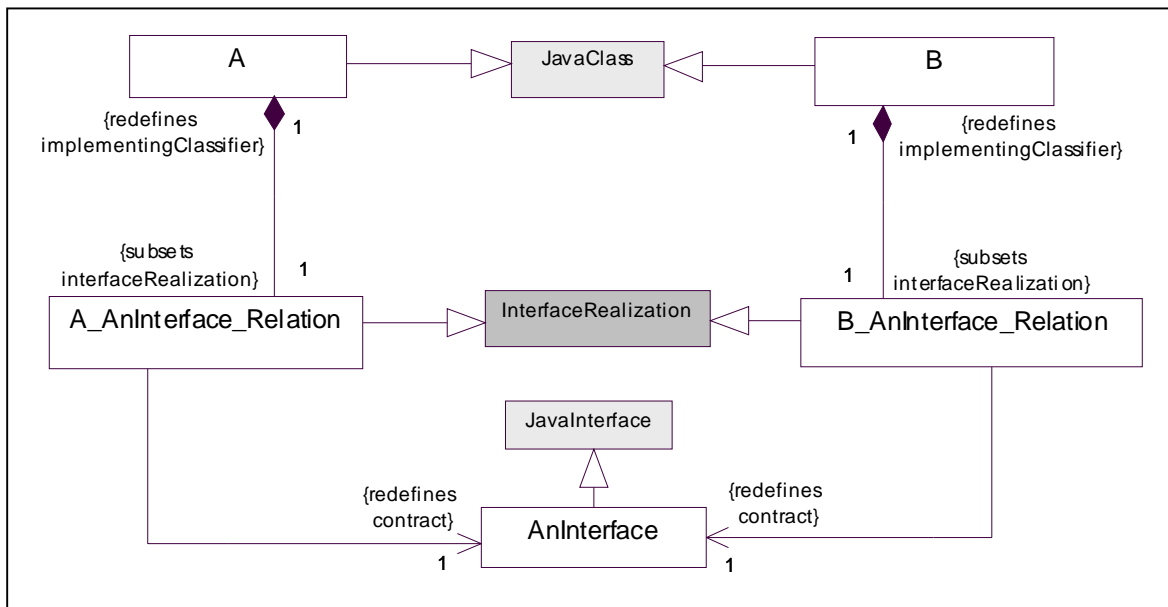 A
JavaClass
B
{redefines
implementingClassifier}
1
1
{redefines
implementingClassifier}
{subsets
interfaceRealization}
1
1
{subsets
interfaceRealization}
A_AnInterface_Relation
InterfaceRealization
B_AnInterface_Relation
JavaInterface
{redefines
contract}
{redefines
contract}
AnInterface
1
1